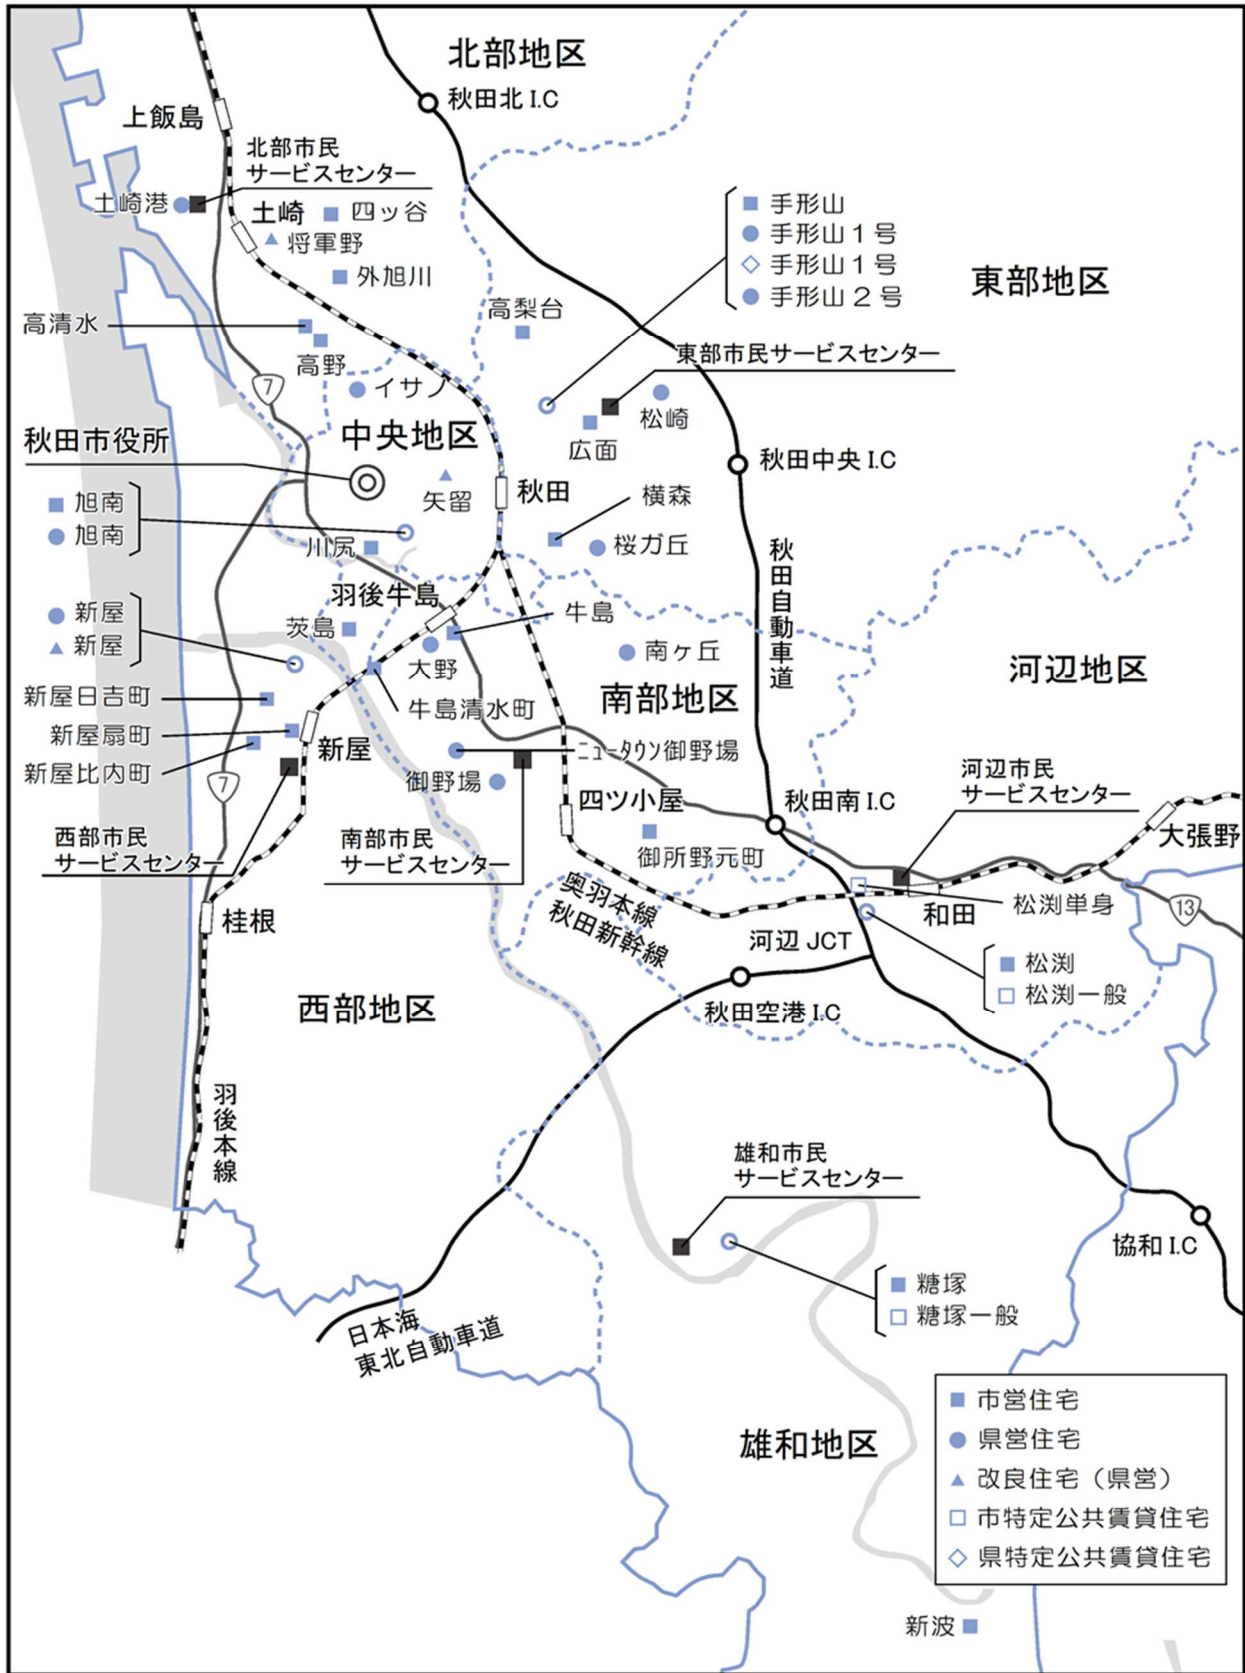 北部地区
秋田北 I.C
上飯島
北部市民
サービスセンター
土崎港
土崎
四ッ谷
将軍野
外旭川
手形山
手形山1号
手形山1号
手形山2号
東部地区
高清水
高野
高梨台
東部市民サービスセンター
7
イサノ
松崎
広面
中央地区
秋田市役所
秋田中央 I.C
矢留
秋田
横森
旭南
旭南
川尻
桜ガ丘
秋田自動車道
羽後牛島
牛島
新屋
新屋
茨島
大野
南ヶ丘
河辺地区
新屋日吉町
牛島清水町
南部地区
新屋扇町
新屋
ニュータウン御野場
新屋比内町
7
御野場
河辺市民
サービスセンター
四ツ小屋
秋田南 I.C
大張野
西部市民
サービスセンター
南部市民
サービスセンター
御所野元町
奥羽本線
秋田新幹線
桂根
和田
松渕単身
13
河辺 JCT
松渕
松渕一般
西部地区
秋田空港 I.C
羽後本線
雄和市民
サービスセンター
協和 I.C
糖塚
糖塚一般
日本海
東北自動車道
雄和地区
市営住宅
県営住宅
改良住宅（県営）
市特定公共賃貸住宅
県特定公共賃貸住宅
新波